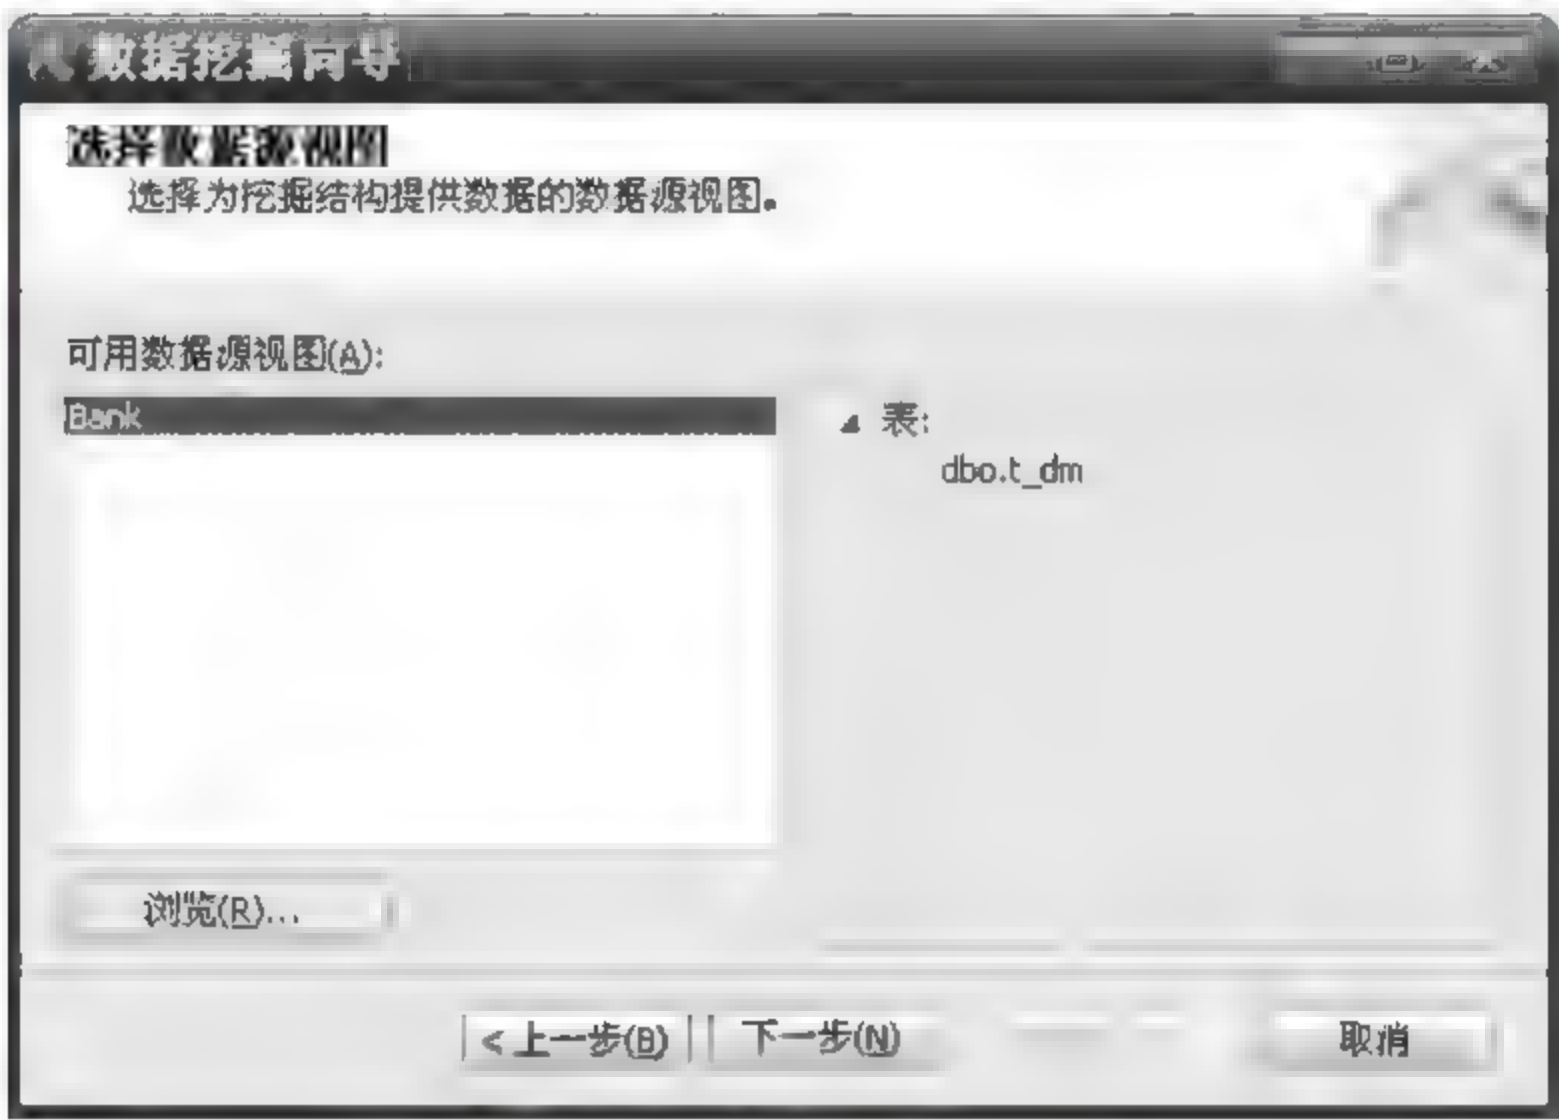 数据挖掘向导
选择数据源视图
选择为挖掘结构提供数据的数据源视图。
可用数据源视图(A):
Bank
表:
dbo.t_dm
浏览(R)...
<上一步(B)
下一步(N)
取消